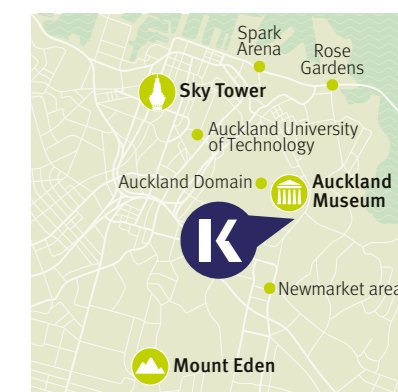 Spark
Arena
Rose
Gardens
Sky Tower
Auckland University
of Technology
Auckland Domain
Auckland
Museum
K
Newmarket area
Mount Eden